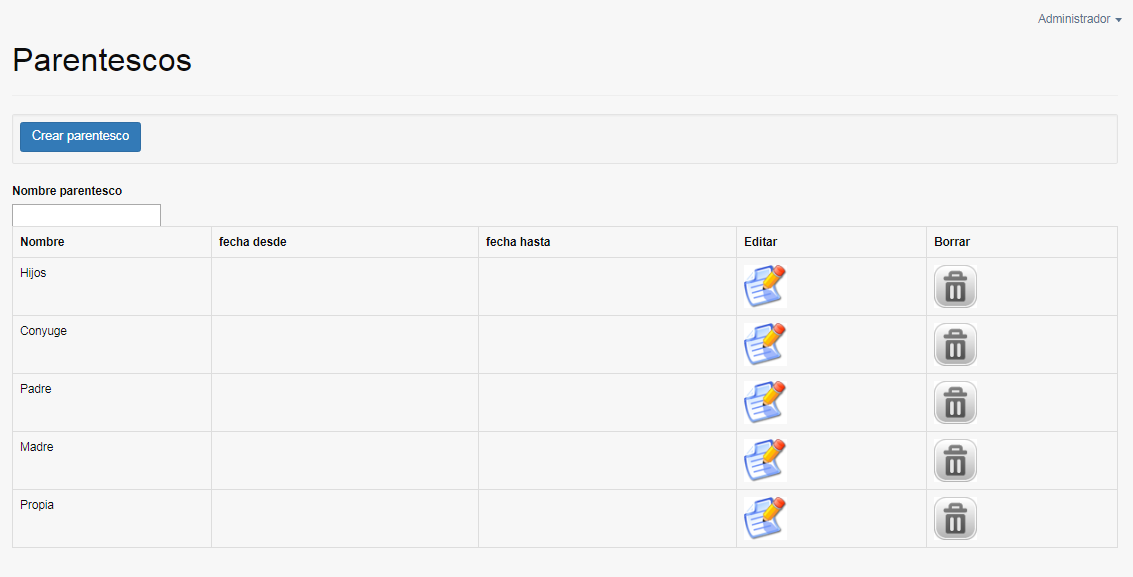 Administrador
Parentescos
Crear parentesco
Nombre parentesco
Nombre fecha desde fecha hasta Editar Borrar
Hijos
Conyuge
Padre
Madre
Propia